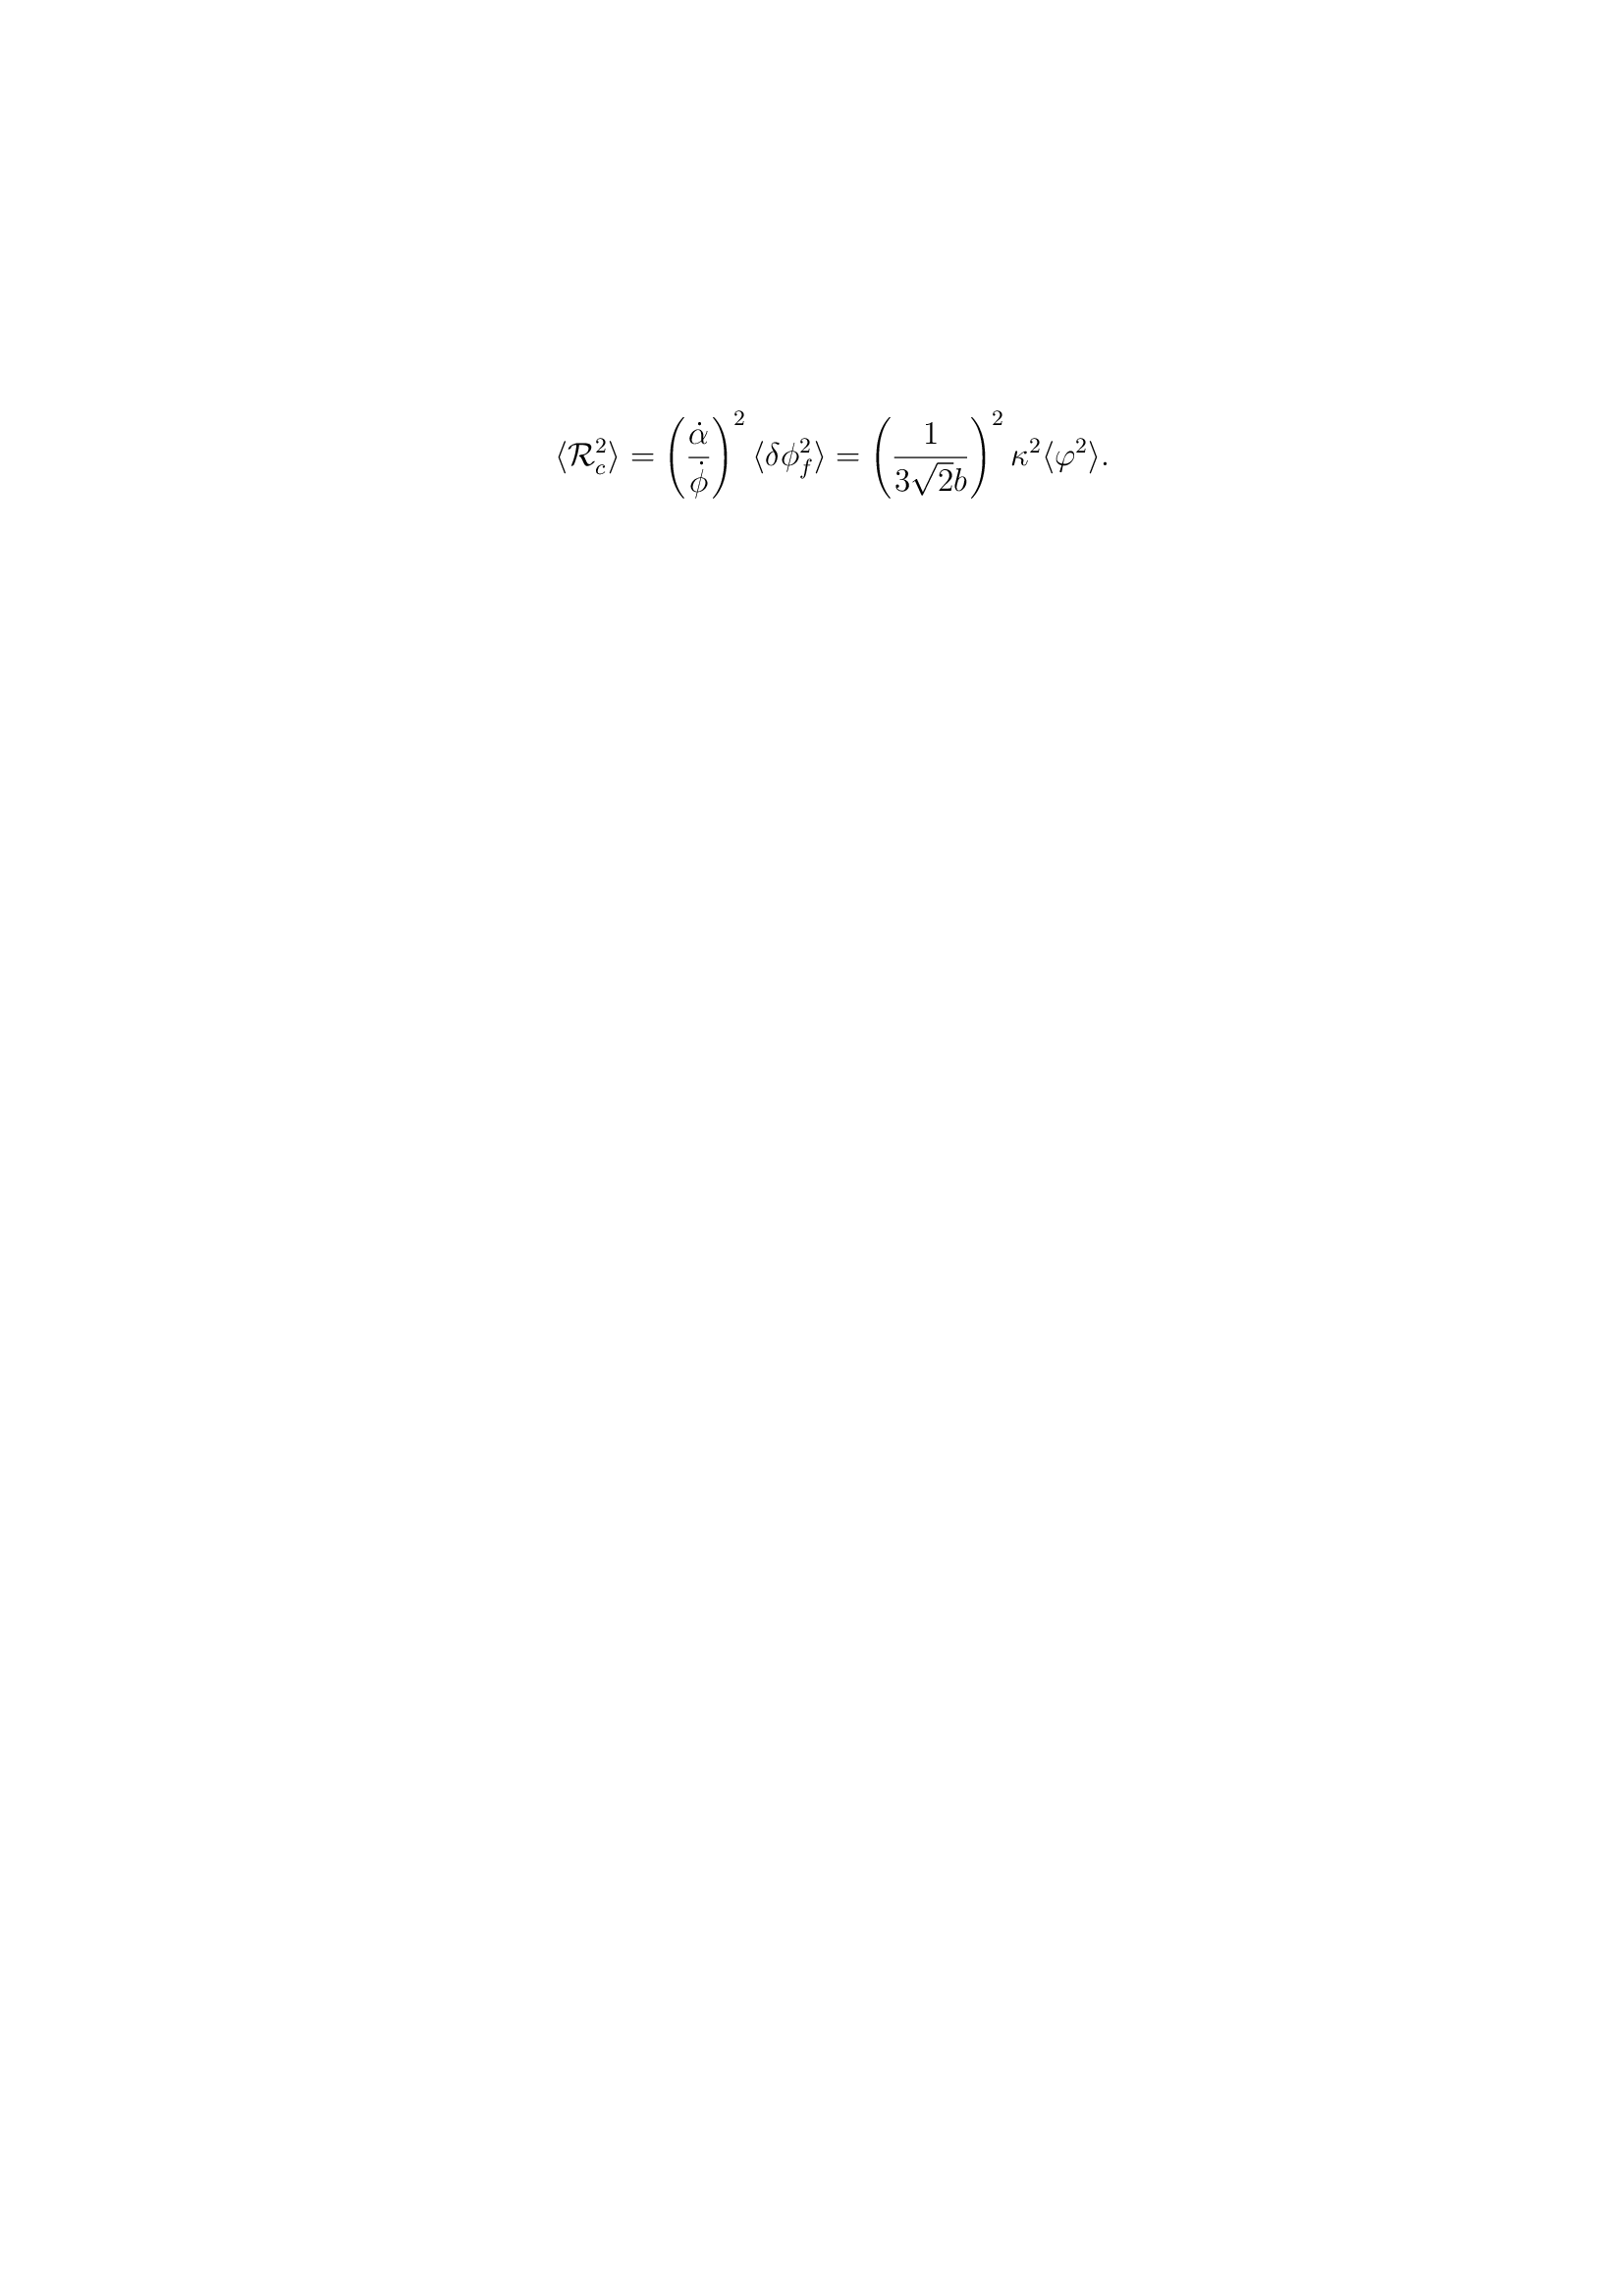 $$\langle \mathcal{R}_c^2 \rangle = \left( \frac{\dot{\alpha}}{\dot{\phi}} \right)^2 \langle \delta\phi_f^2 \rangle = \left( \frac{1}{3\sqrt{2}b} \right)^2 \kappa^2 \langle \varphi^2 \rangle.$$